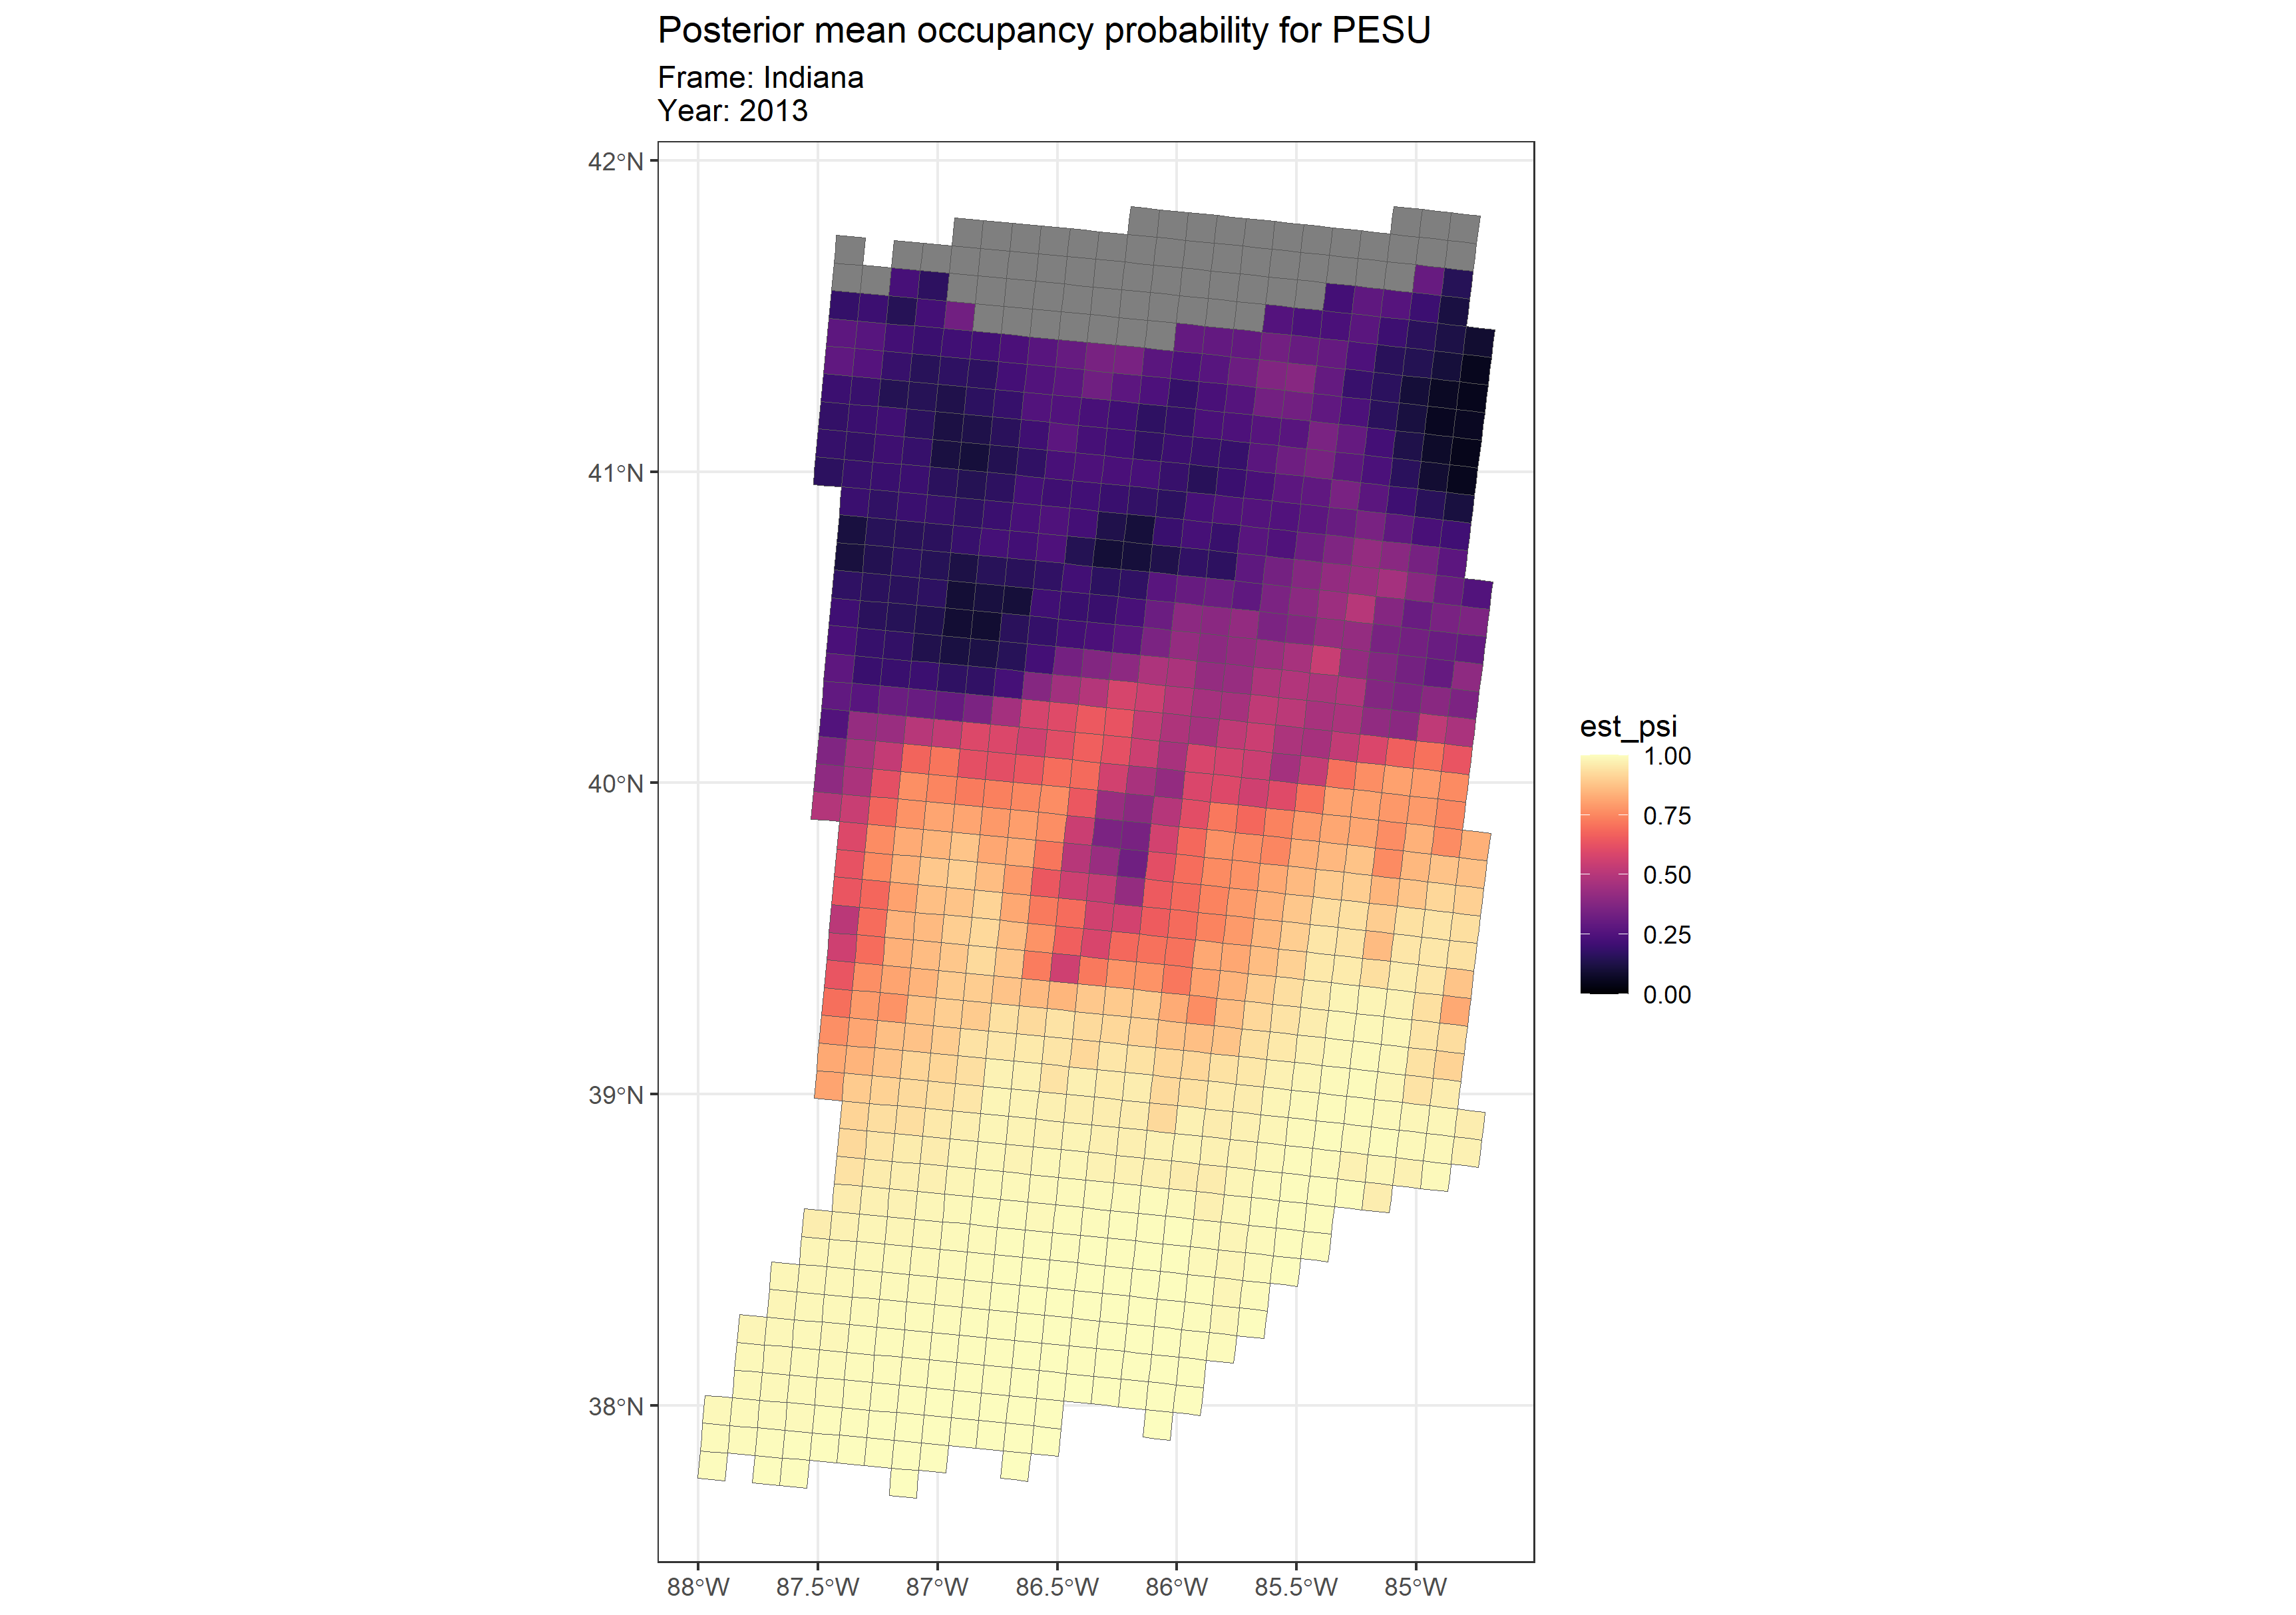 Posterior mean occupancy probability for PESU
Frame: Indiana
Year: 2013
42°N
41°N
40°N
39°N
38°N
88°W 87.5°W 87°W 86.5°W 86°W 85.5°W 85°W
est_psi
1.00
0.75
0.50
0.25
0.00